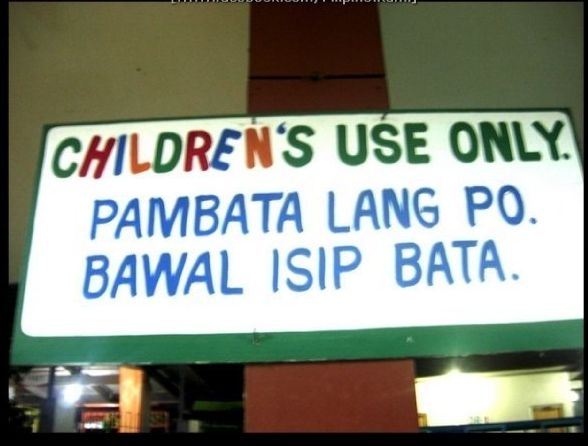 CHILDREN'S USE ONLY.
PAMBATA LANG PO.
BAWAL ISIP BATA.